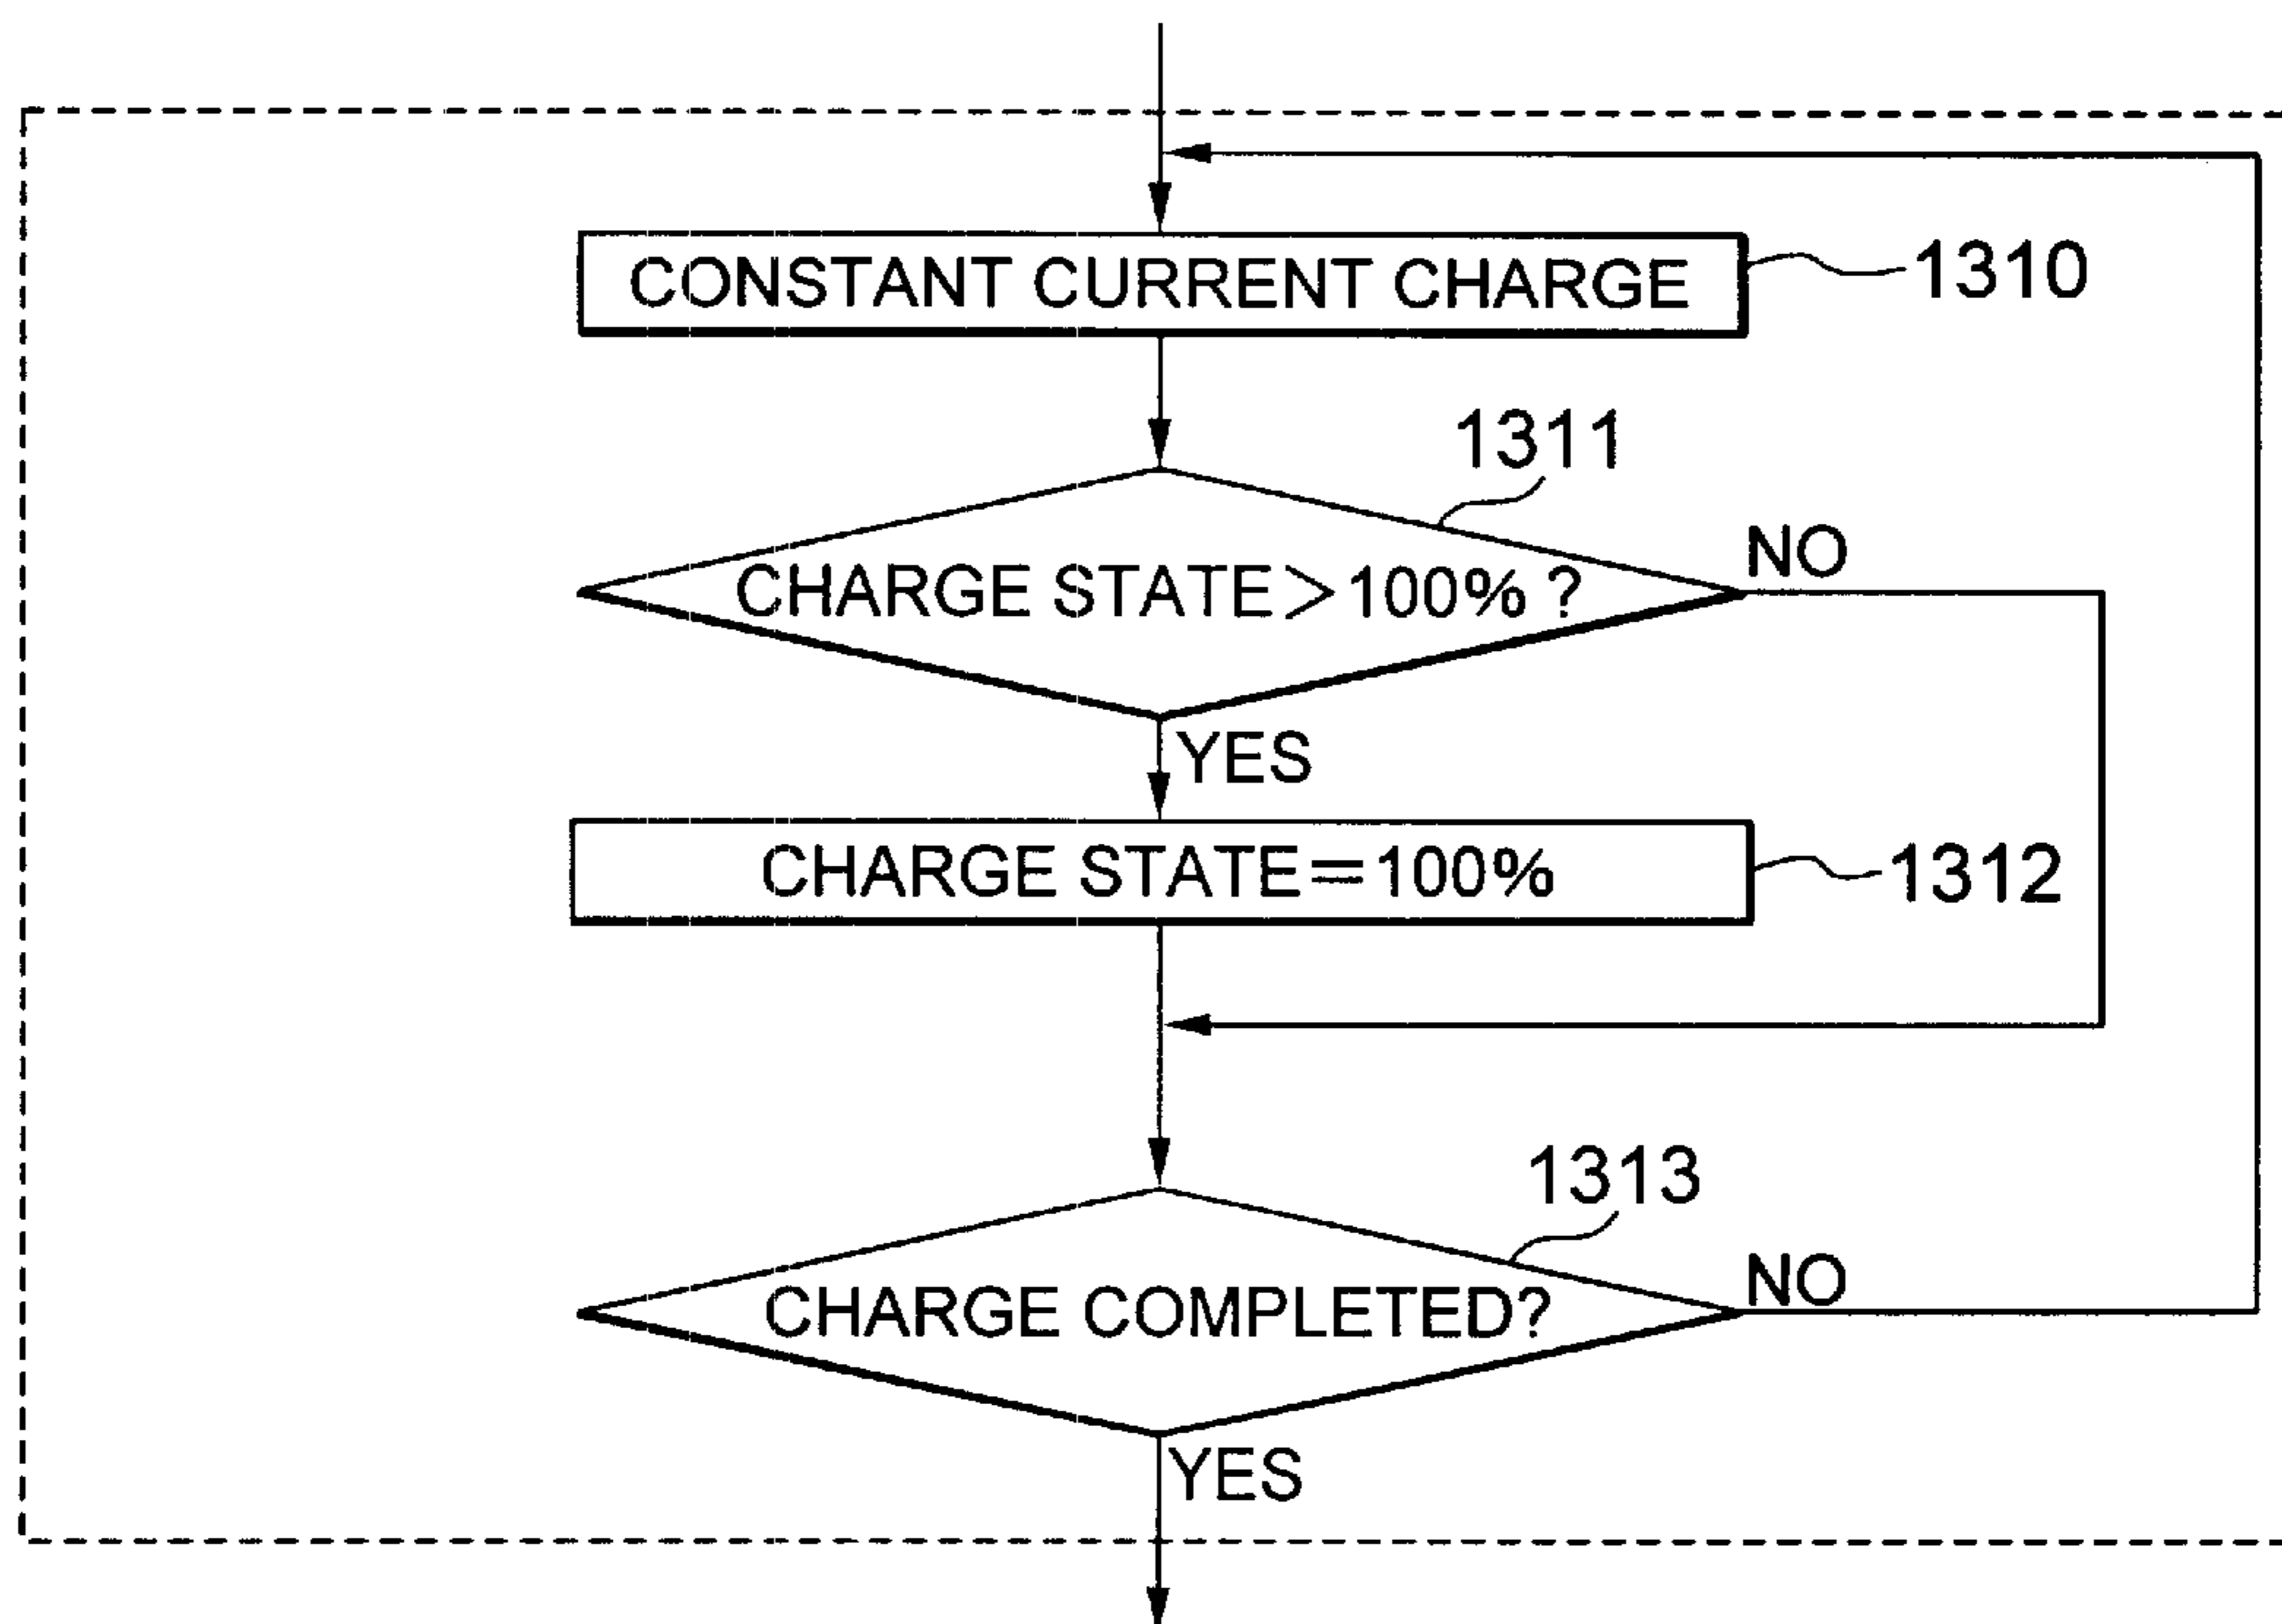 CONSTANT CURRENT CHARGE
1310
1311
CHARGE STATE>100% ?
NO
YES
CHARGE STATE=100%
1312
1313
CHARGE COMPLETED?
NO
YES